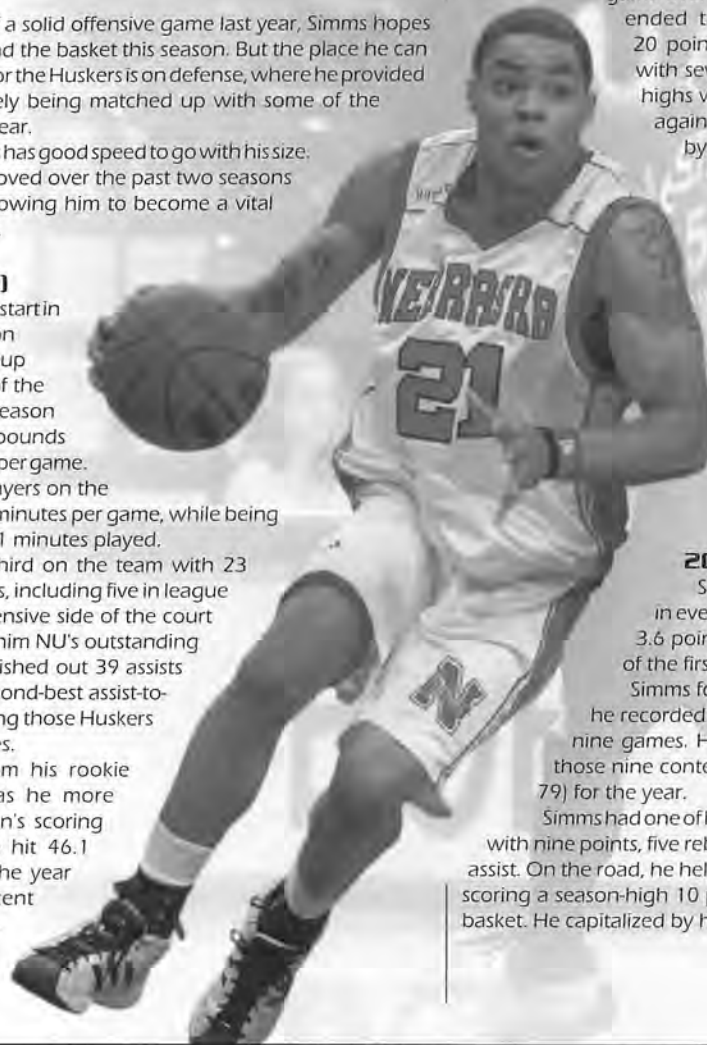 f a solid offensive game last year, Simms hopes
nd the basket this season. But the place he can
or the Huskers is on defense, where he provided
ely being matched up with some of the
ear.
has good speed to go with his size.
oved over the past two seasons
owing him to become a vital
start in
on
up
f the
eason
ounds
per game.
yers on the
minutes per game, while being
1 minutes played.
hird on the team with 23
s, including five in league
ensive side of the court
him NU's outstanding
ished out 39 assists
ond-best assist-to-
ng those Huskers
es.
m his rookie
as he more
n's scoring
hit 46.1
he year
cent
NEBRASKA
21
N
ended t
20 poin
with sev
highs v
again
by
20
S
in eve
3.6 poin
of the first
Simms fo
he recorded
nine games. H
those nine conte
79) for the year.
Simms had one of h
with nine points, five reb
assist. On the road, he hel
scoring a season-high 10 p
basket. He capitalized by h